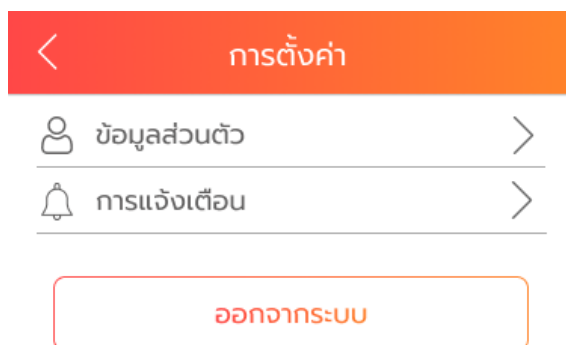 การตั้งค่า
ข้อมูลส่วนตัว
การแจ้งเตือน
ออกจากระบบ